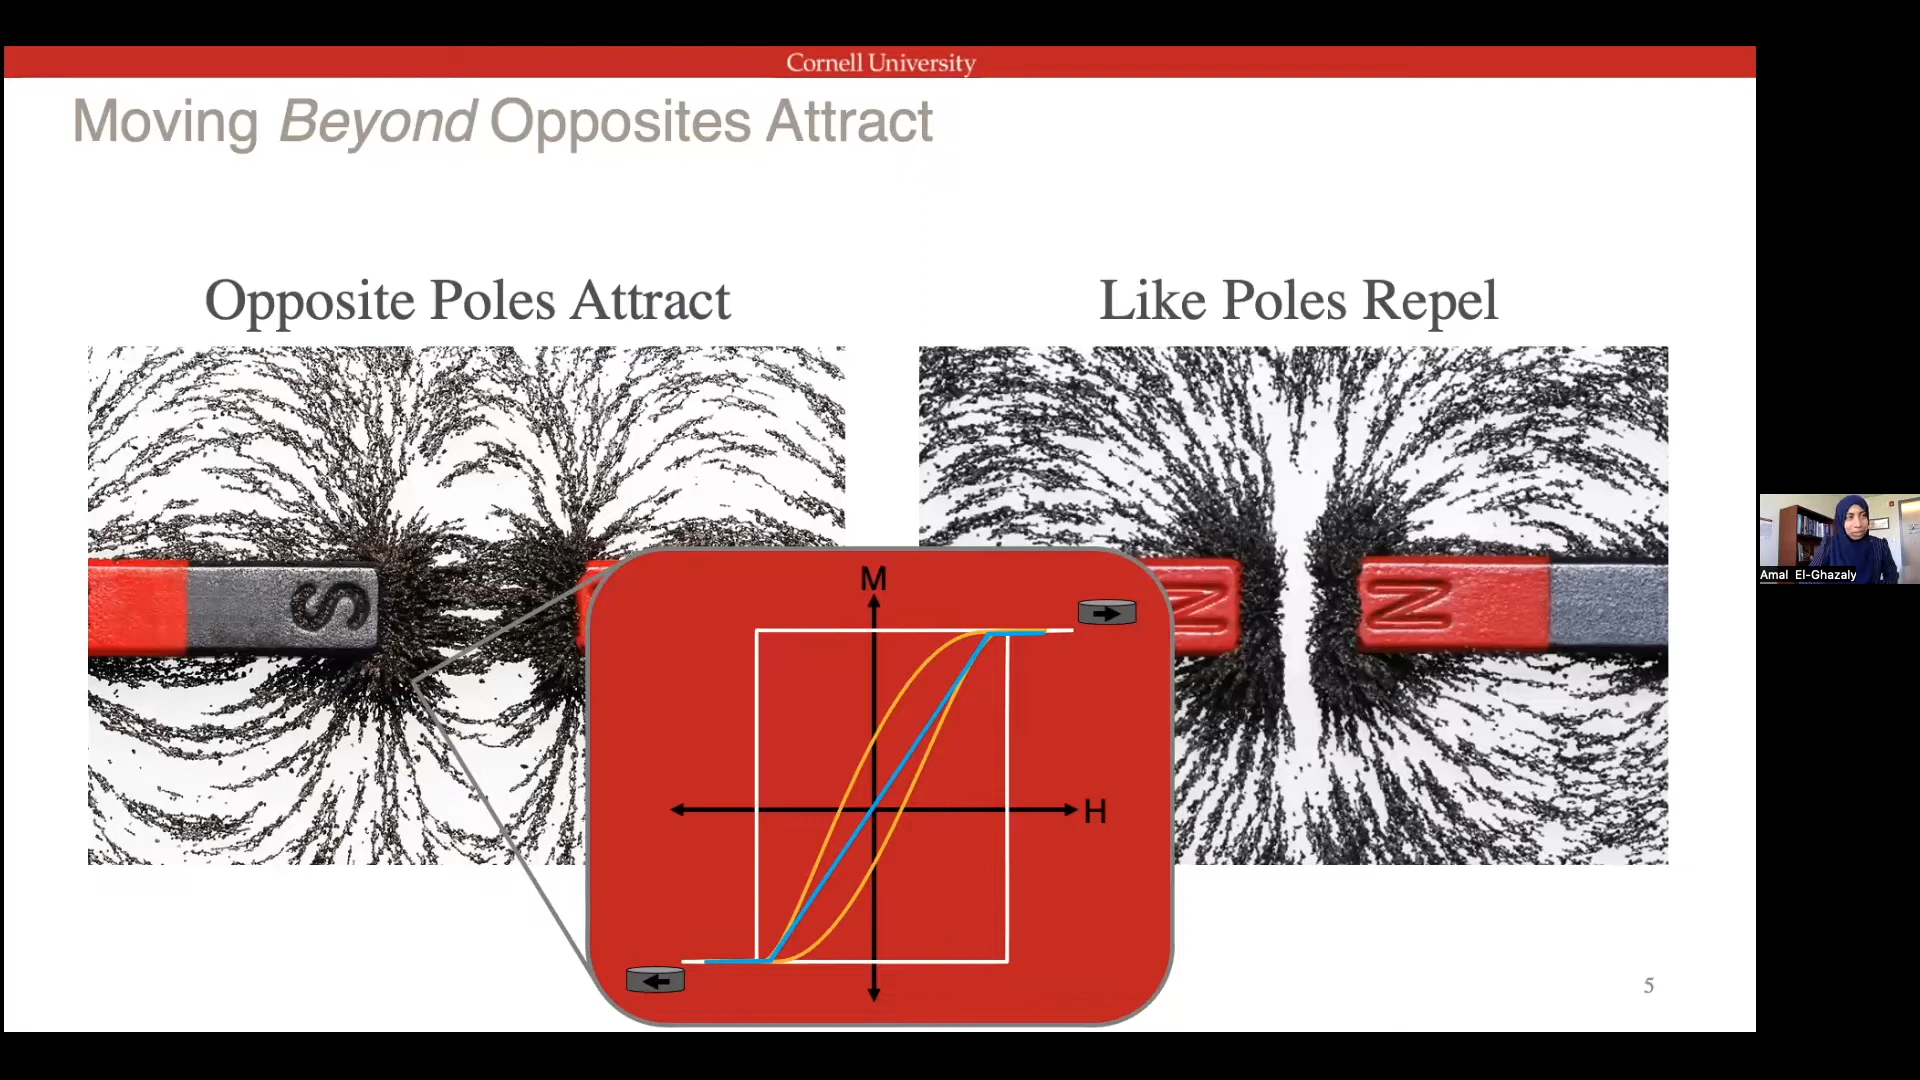 Cornell University
Moving Beyond Opposites Attract
Opposite Poles Attract
Like Poles Repel
S
N
N
M
H
Amal El-Ghazaly
5